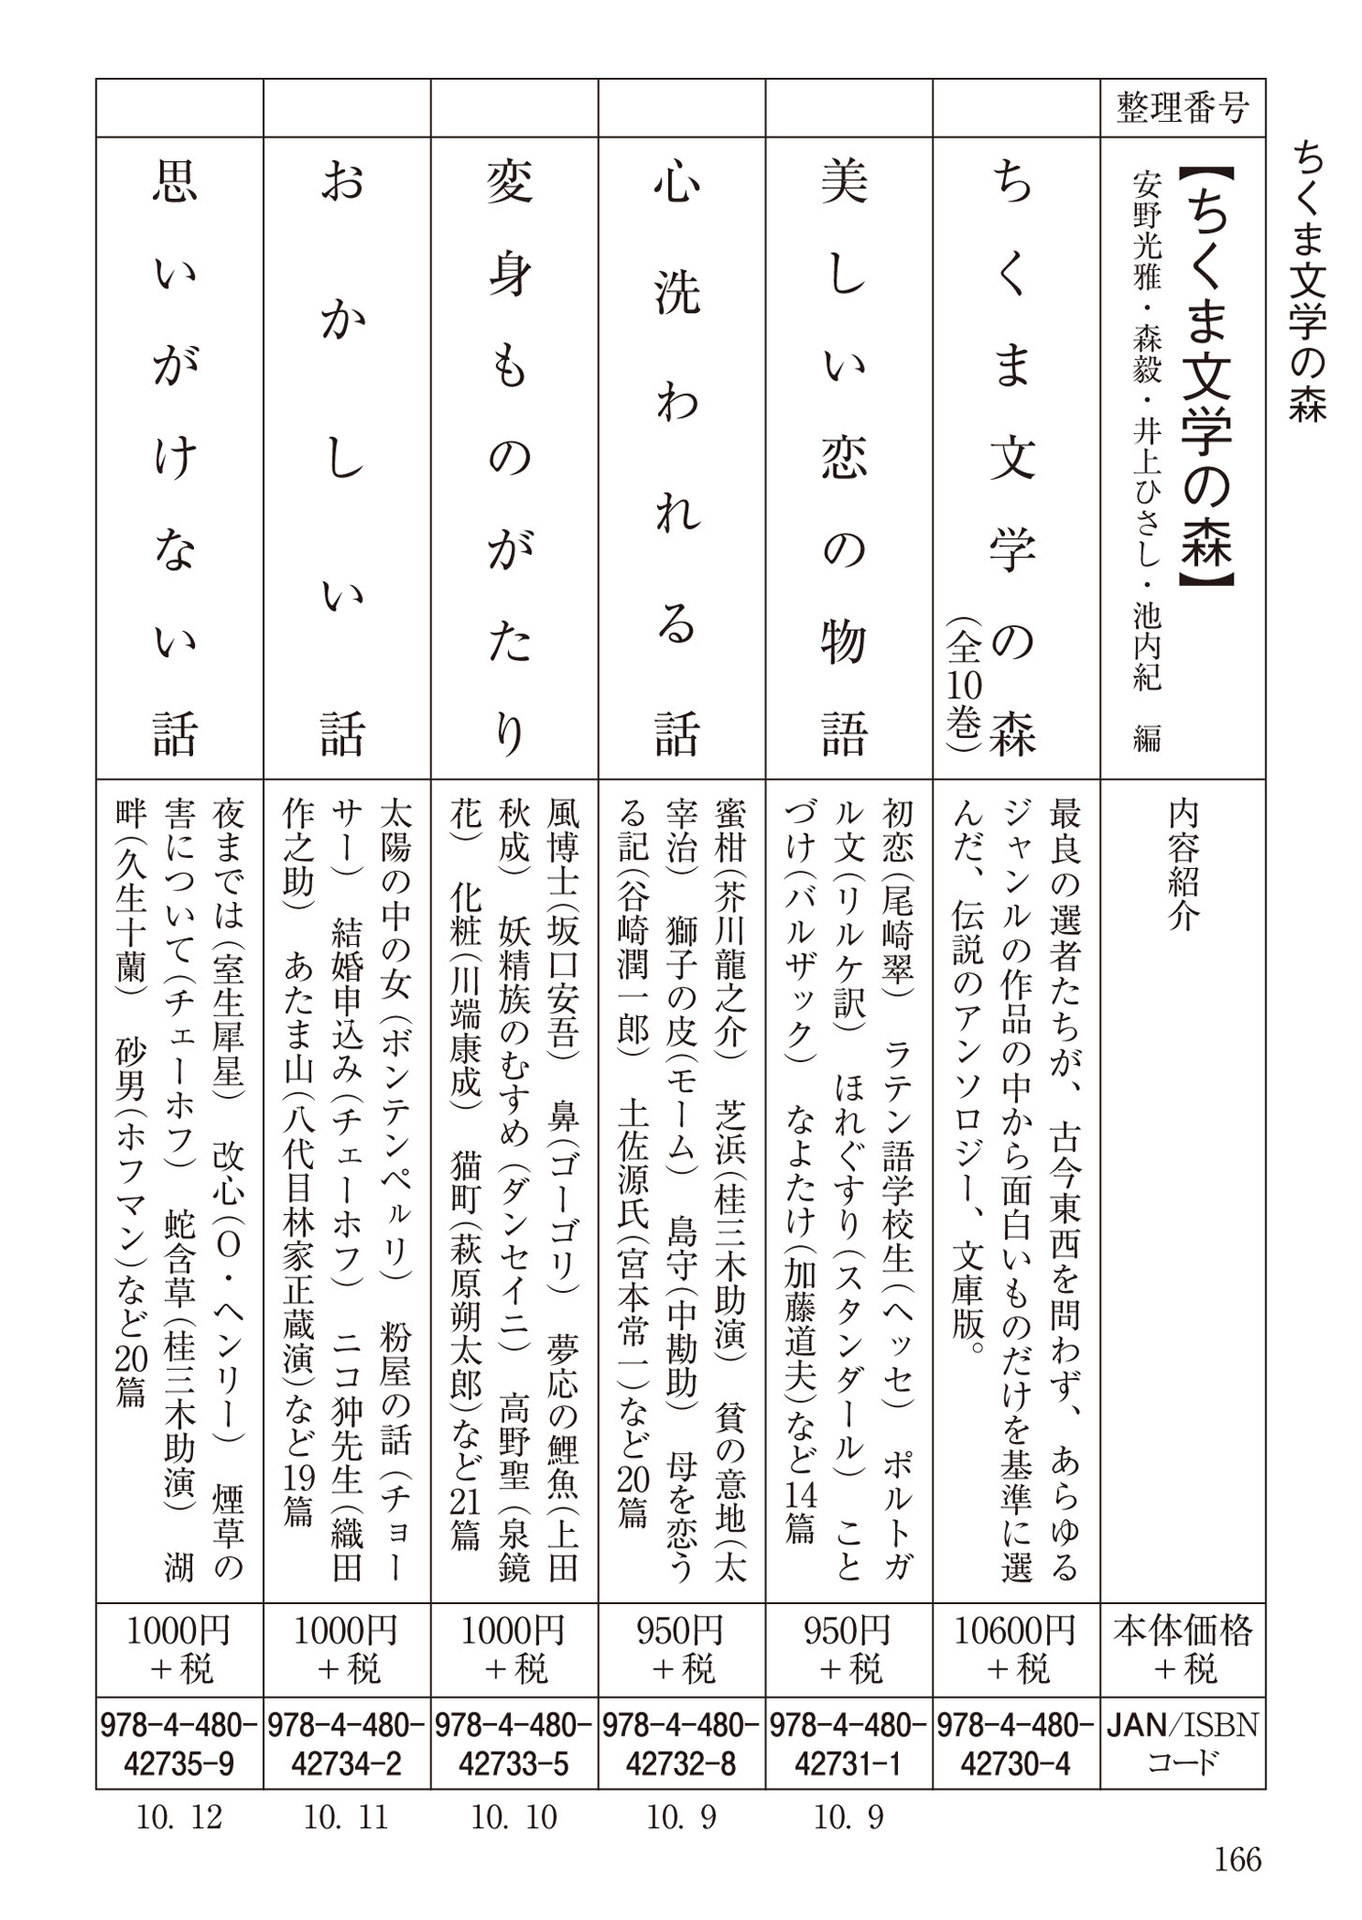 ちくま文学の森
整理番号
【ちくま文学の森】
安野光雅・森毅・井上ひさし・池内紀　編
内容紹介
本体価格
＋税
JAN/ISBN
コード
ちくま文学の森
（全10巻）
最良の選者たちが、古今東西を問わず、あらゆる
ジャンルの作品の中から面白いものだけを基準に選
んだ、伝説のアンソロジー、文庫版。
10600円
＋税
978-4-480-
42730-4
美しい恋の物語
初恋（尾崎翠）　ラテン語学校生（ヘッセ）　ポルトガ
ル文（リルケ訳）　ほれぐすり（スタンダール）　こと
づけ（バルザック）　なよたけ（加藤道夫）など14篇
950円
＋税
978-4-480-
42731-1
10. 9
心洗われる話
蜜柑（芥川龍之介）　芝浜（桂三木助演）　貧の意地（太
宰治）　獅子の皮（モーム）　島守（中勘助）　母を恋う
る記（谷崎潤一郎）　土佐源氏（宮本常一）など20篇
950円
＋税
978-4-480-
42732-8
10. 9
変身ものがたり
風博士（坂口安吾）　鼻（ゴーゴリ）　夢応の鯉魚（上田
秋成）　妖精族のむすめ（ダンセイニ）　高野聖（泉鏡
花）　化粧（川端康成）　猫町（萩原朔太郎）など21篇
1000円
＋税
978-4-480-
42733-5
10. 10
おかしい話
太陽の中の女（ボンテンペルリ）　粉屋の話（チョー
サー）　結婚申込み（チェーホフ）　ニコ狆先生（織田
作之助）　あたま山（八代目林家正蔵演）など19篇
1000円
＋税
978-4-480-
42734-2
10. 11
思いがけない話
夜までは（室生犀星）　改心（O・ヘンリー）　煙草の
害について（チェーホフ）　蛇含草（桂三木助演）　湖
畔（久生十蘭）　砂男（ホフマン）など20篇
1000円
＋税
978-4-480-
42735-9
10. 12
166